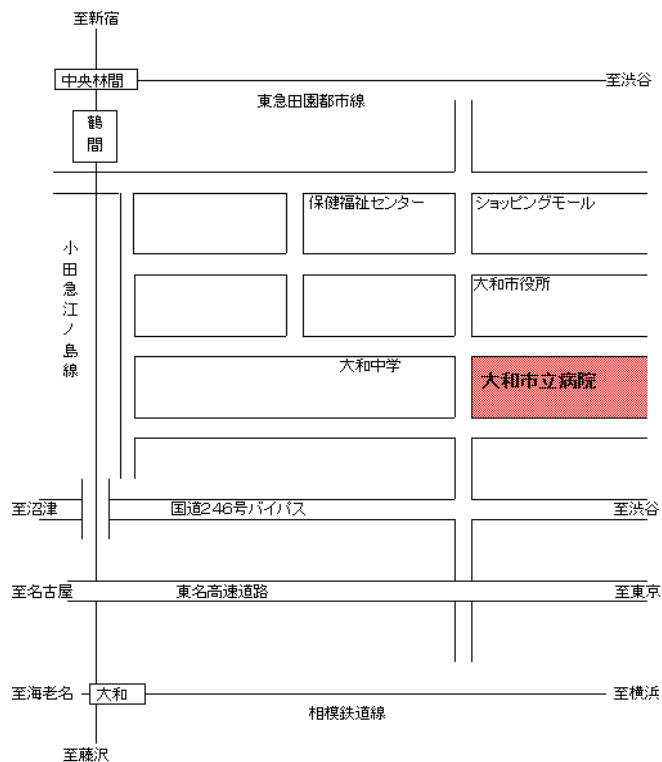 至新宿
中央林間
至渋谷
東急田園都市線
鶴間
保健福祉センター
ショッピングモール
小田急江ノ島線
大和市役所
大和中学
大和市立病院
至沼津
国道246号バイパス
至渋谷
至名古屋
東名高速道路
至東京
至海老名
大和
至横浜
相模鉄道線
至藤沢